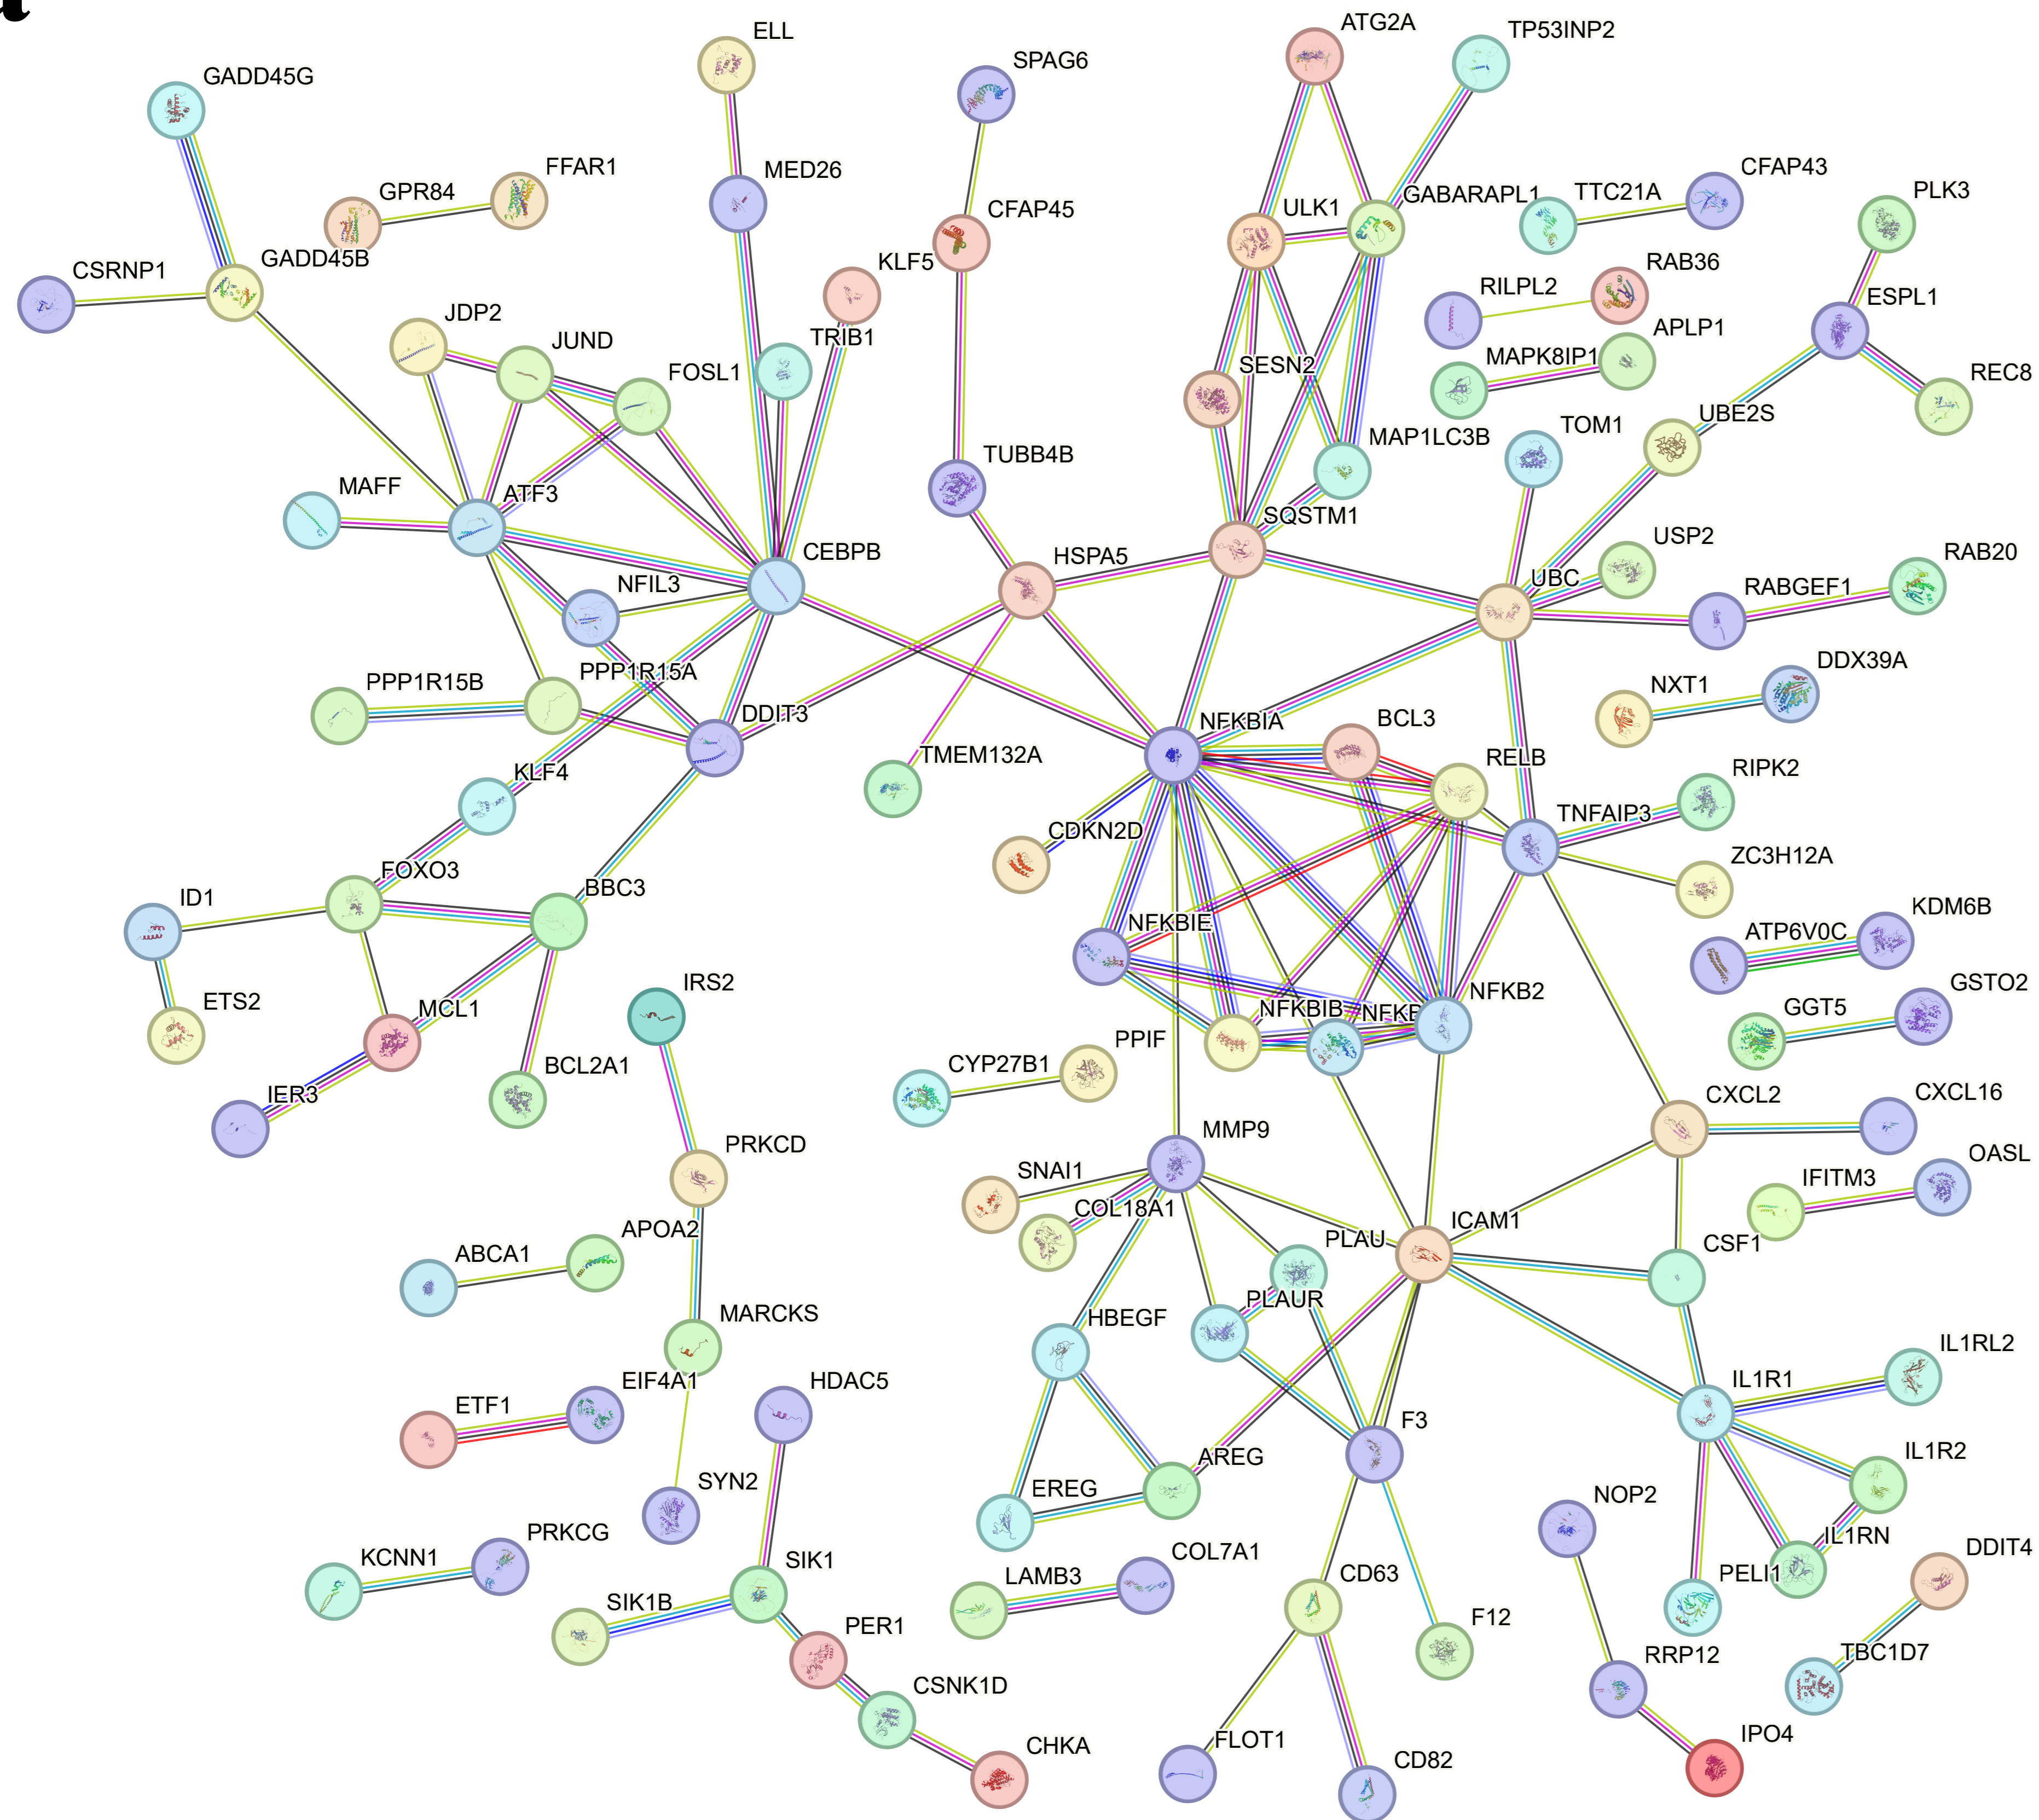 a
ATG2A
TP53INP2
ELL
SPAG6
GADD45G
FFAR1
GPR84
MED26
CFAP45
ULK1
GABARAPL1
TTC21A
CFAP43
PLK3
CSRNP1
GADD45B
KLF5
RILPL2
RAB36
ESPL1
JDP2
JUND
FOSL1
TRIB1
SESN2
MAPK8IP1
APLP1
REC8
MAP1LC3B
TOM1
UBE2S
TUBB4B
MAFF
ATF3
SQSTM1
USP2
CEBPB
HSPA5
UBC
RABGEF1
RAB20
NFIL3
PPP1R15B
PPP1R15A
DDIT3
NFKBIA
BCL3
NXT1
DDX39A
TMEM132A
RELB
KLF4
RIPK2
CDKN2D
TNFAIP3
ZC3H12A
FOXO3
BBC3
ID1
NFKBIE
ATP6V0C
KDM6B
ETS2
MCL1
IRS2
NFKBIB
NFKB
NFKB2
GGT5
GSTO2
BCL2A1
IER3
CYP27B1
PPIF
CXCL2
CXCL16
PRKCD
MMP9
SNAI1
COL18A1
ICAM1
IFITM3
OASL
ABCA1
APOA2
PLAU
CSF1
MARCKS
HBEGF
PLAUR
IL1RL2
ETF1
EIF4A1
HDAC5
IL1R1
F3
SYN2
EREG
AREG
IL1R2
NOP2
KCNN1
PRKCG
SIK1
LAMB3
COL7A1
CD63
PELI1
IL1RN
DDIT4
SIK1B
PER1
F12
RRP12
TBC1D7
CSNK1D
CHKA
FLOT1
CD82
IPO4